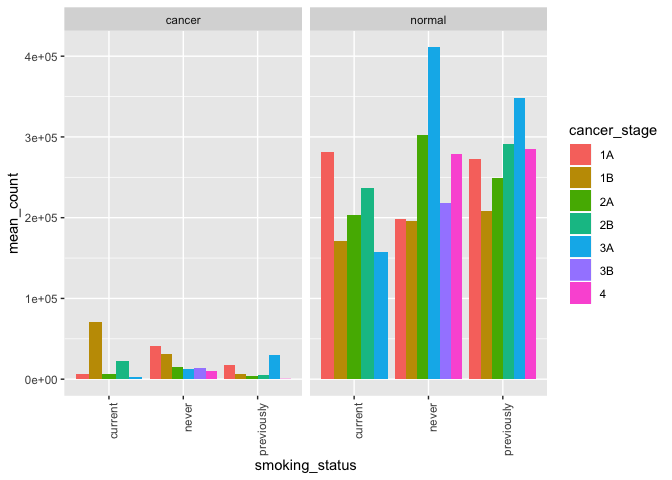 cancer
normal
mean_count
4e+05
3e+05
2e+05
1e+05
0e+00
current
never
previously
current
never
previously
smoking_status
cancer_stage
1A
1B
2A
2B
3A
3B
4